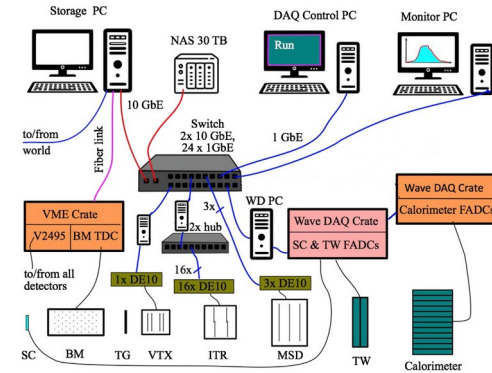 Storage PC
DAQ Control PC
Monitor PC
NAS 30 TB
Run
10 GbE
Switch
2x 10 GbE,
24 x 1GbE
1 GbE
to/from
world
Fiber link
3x
WD PC
2x hub
VME Crate
V2495 BM TDC
Wave DAQ Crate
SC & TW FADCs
Wave DAQ Crate
Calorimeter FADCs
to/from all
detectors
16x
1x DE10
16x DE10
3x DE10
SC
BM
TG
VTX
ITR
MSD
TW
Calorimeter